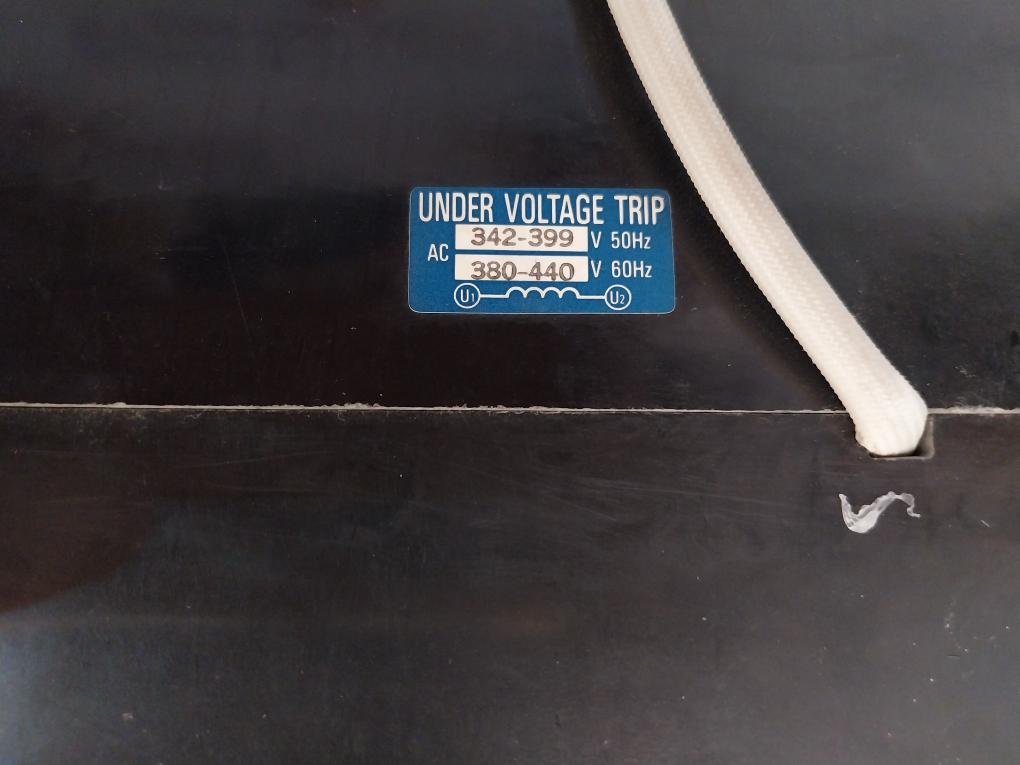 UNDER VOLTAGE TRIP
AC 342-399 V 50Hz
380-440 V 60Hz
U1 U2